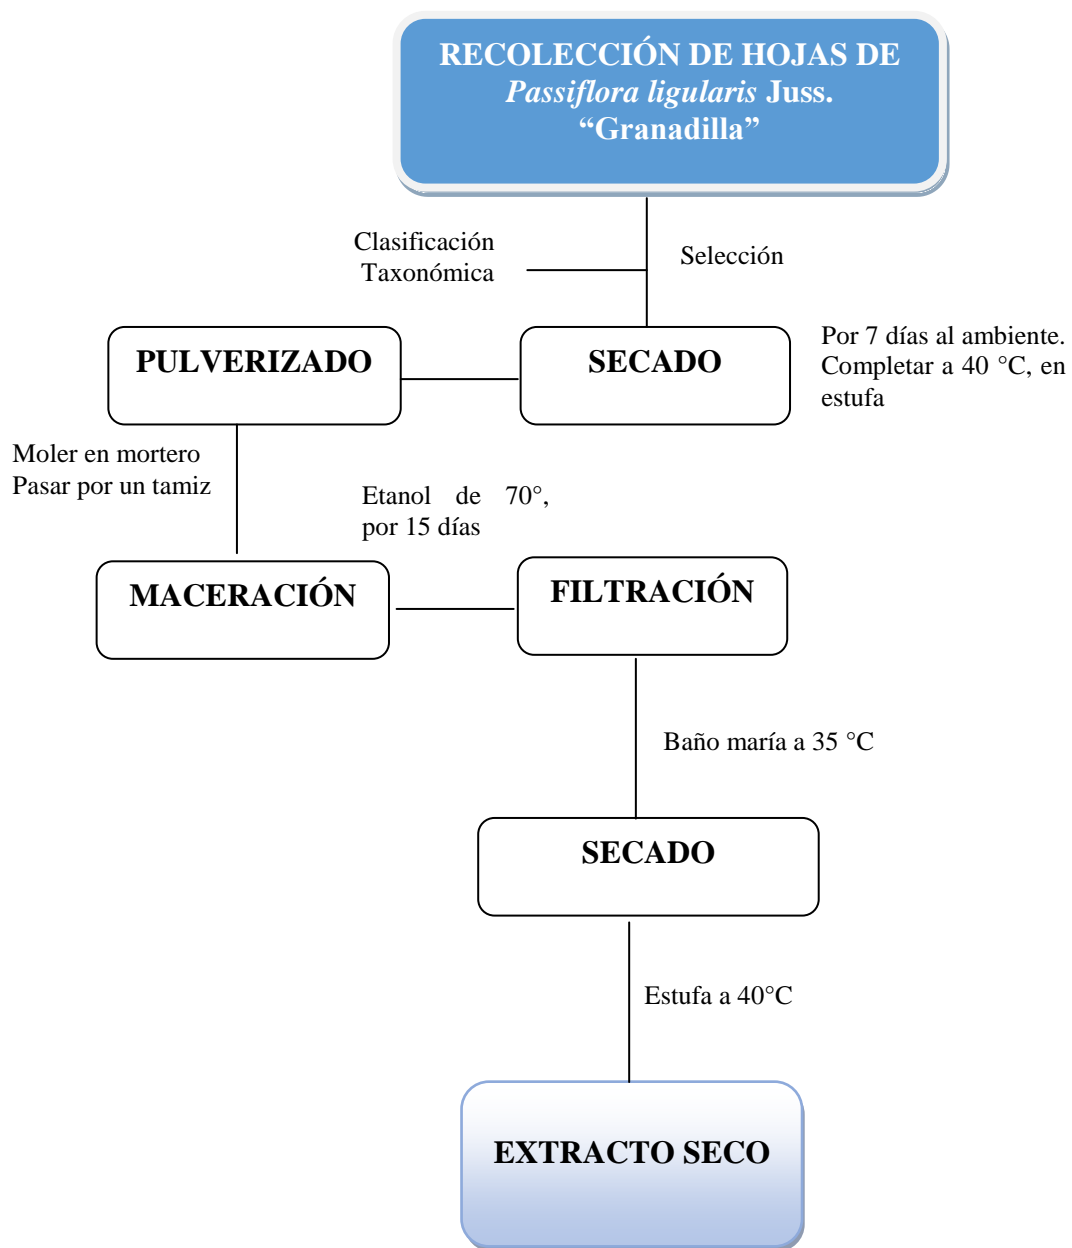 RECOLECCIÓN DE HOJAS DE
Passiflora ligularis Juss.
“Granadilla”
Clasificación
Taxonómica
Selección
PULVERIZADO
SECADO
Por 7 días al ambiente.
Completar a 40 °C, en
estufa
Moler en mortero
Pasar por un tamiz
Etanol de 70°,
por 15 días
MACERACIÓN
FILTRACIÓN
Baño maría a 35 °C
SECADO
Estufa a 40°C
EXTRACTO SECO